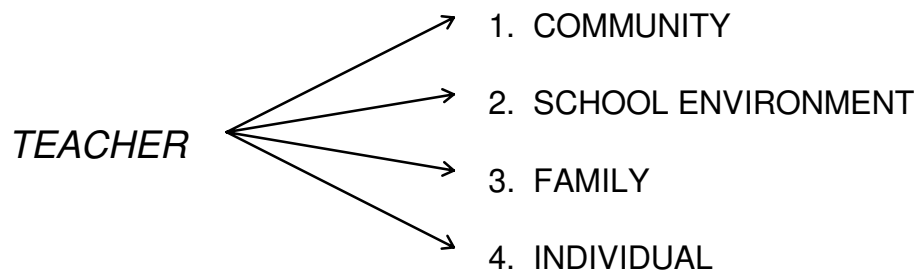 1. COMMUNITY
2. SCHOOL ENVIRONMENT
TEACHER
3. FAMILY
4. INDIVIDUAL